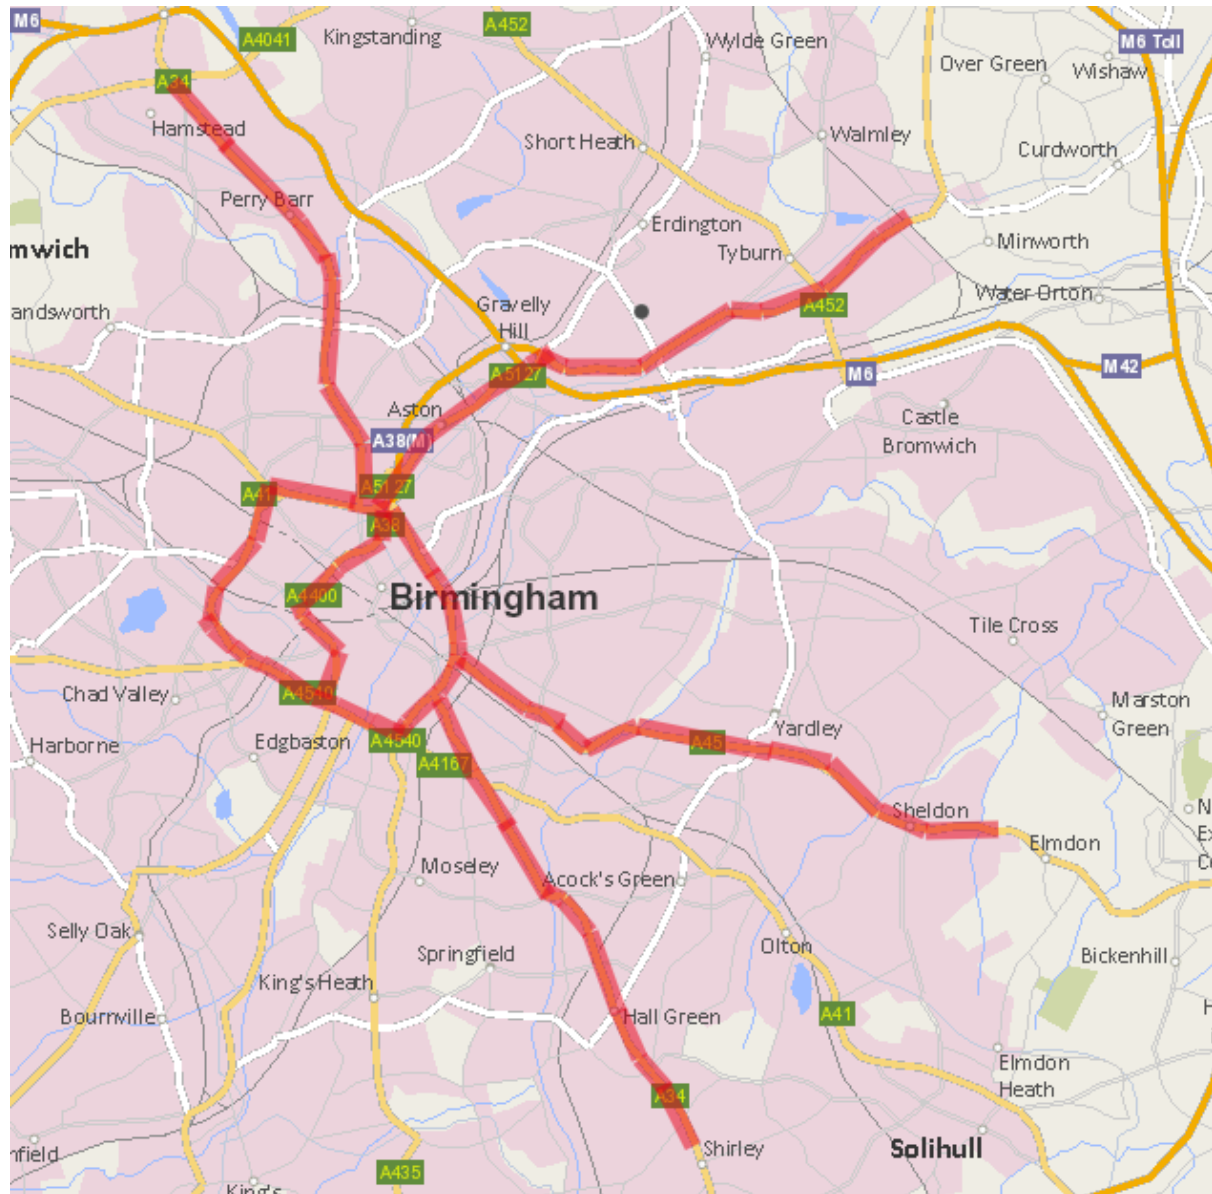 M6
A452
A4041
Kingstanding
Wylde Green
M6 Toll
Over Green
Wishaw
A34
Hamstead
Short Heath
Walmley
Curdworth
Perry Barr
Erdington
mwich
Tyburn
Minworth
Water Orton
andsworth
Gravelly
Hill
A452
A5127
M6
M42
Aston
Castle
Bromwich
A38(M)
A5127
A41
A38
A4400
Birmingham
Tile Cross
Chad Valley
A4540
Marston
Green
Harborne
Edgbaston
A4540
A45
Yardley
A4167
Sheldon
Elmdon
Moseley
Acock's Green
Selly Oak
Springfield
Olton
Bickenhill
King's Heath
Bournville
Hall Green
A41
Elmdon
Heath
A34
nfield
Shirley
Solihull
A435
King's